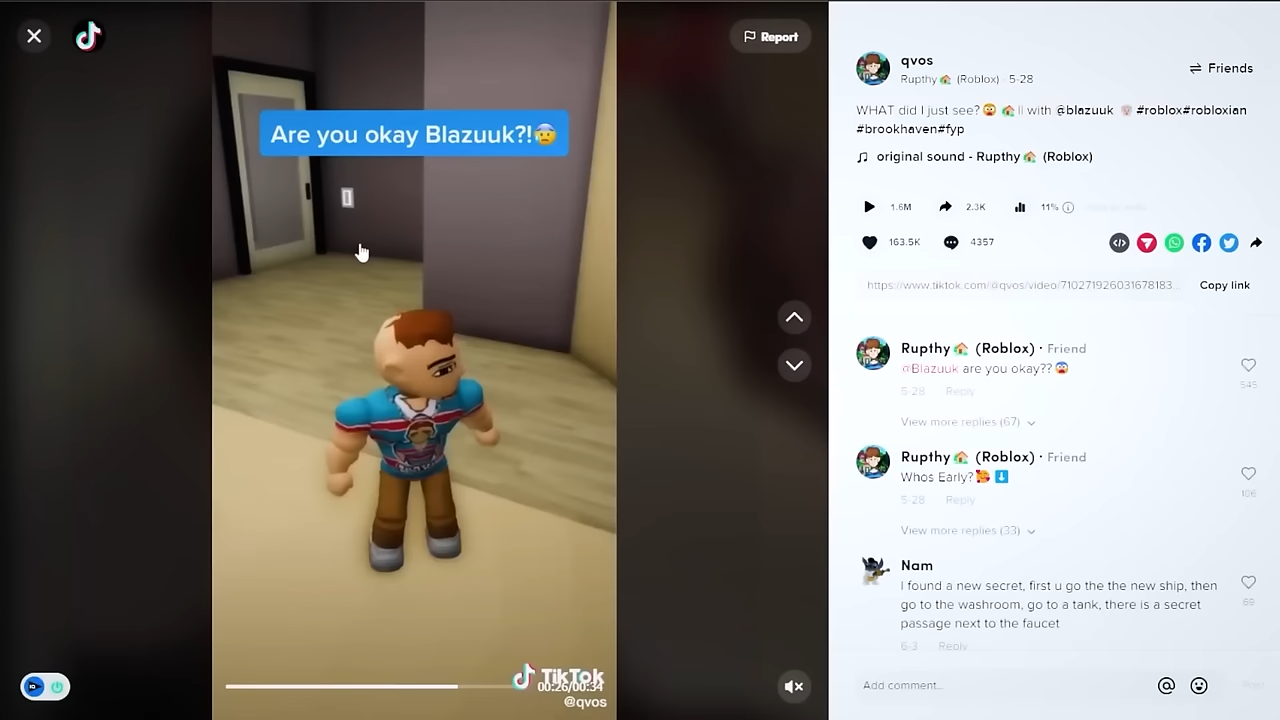 Report
Are you okay Blazuuk?!😰
TikTok
00:26/00:34
@qvos
qvos
Rupthy🏠 (Roblox) · 5-28
Friends
WHAT did I just see?😨 🏠|| with @blazuuk #roblox#robloxian
#brookhaven#fyp
original sound - Rupthy🏠 (Roblox)
1.6M 2.3K 11%
163.5K 4357
https://www.tiktok.com/@qvos/video/710271926031678183...
Copy link
Rupthy🏠 (Roblox) · Friend
@Blazuuk are you okay?? 😨
545
5-28 Reply
View more replies (67)
Rupthy🏠 (Roblox) · Friend
Whos Early?🥰⬇️
106
5-28 Reply
View more replies (33)
Nam
I found a new secret, first u go the the new ship, then
go to the washroom, go to a tank, there is a secret
passage next to the faucet
69
6-3 Reply
Add comment...